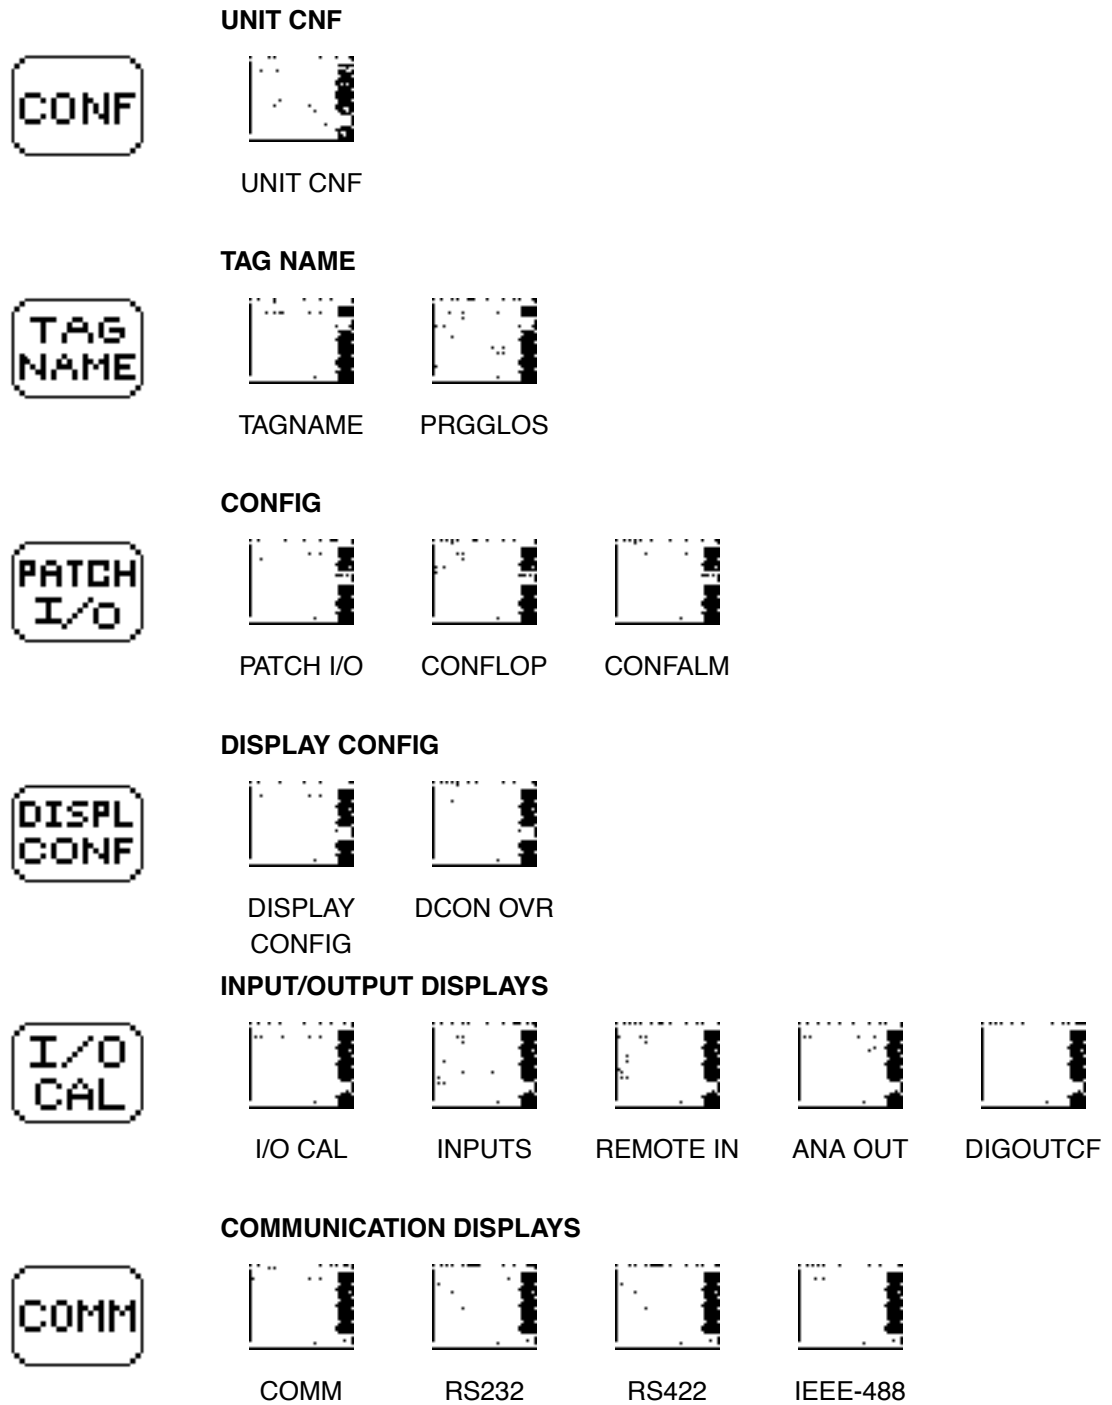 UNIT CNF
CONF
UNIT CNF
TAG NAME
TAG
NAME
TAGNAME PRGGLOS
CONFIG
PATCH
I/O
PATCH I/O CONFLOP CONFALM
DISPLAY CONFIG
DISPL
CONF
DISPLAY DCON OVR
CONFIG
INPUT/OUTPUT DISPLAYS
I/O
CAL
I/O CAL INPUTS REMOTE IN ANA OUT DIGOUTCF
COMMUNICATION DISPLAYS
COMM
COMM RS232 RS422 IEEE-488